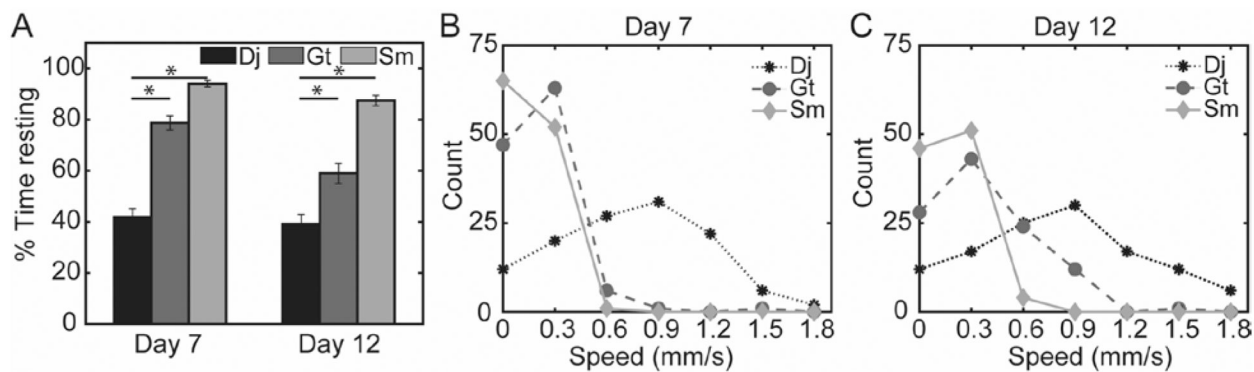 A
Dj Gt Sm
% Time resting
100
80
60
40
20
0
* *
* *
Day 7 Day 12
B
Day 7
Count
75
50
25
0
Dj
Gt
Sm
0 0.3 0.6 0.9 1.2 1.5 1.8
Speed (mm/s)
C
Day 12
Count
75
50
25
0
Dj
Gt
Sm
0 0.3 0.6 0.9 1.2 1.5 1.8
Speed (mm/s)